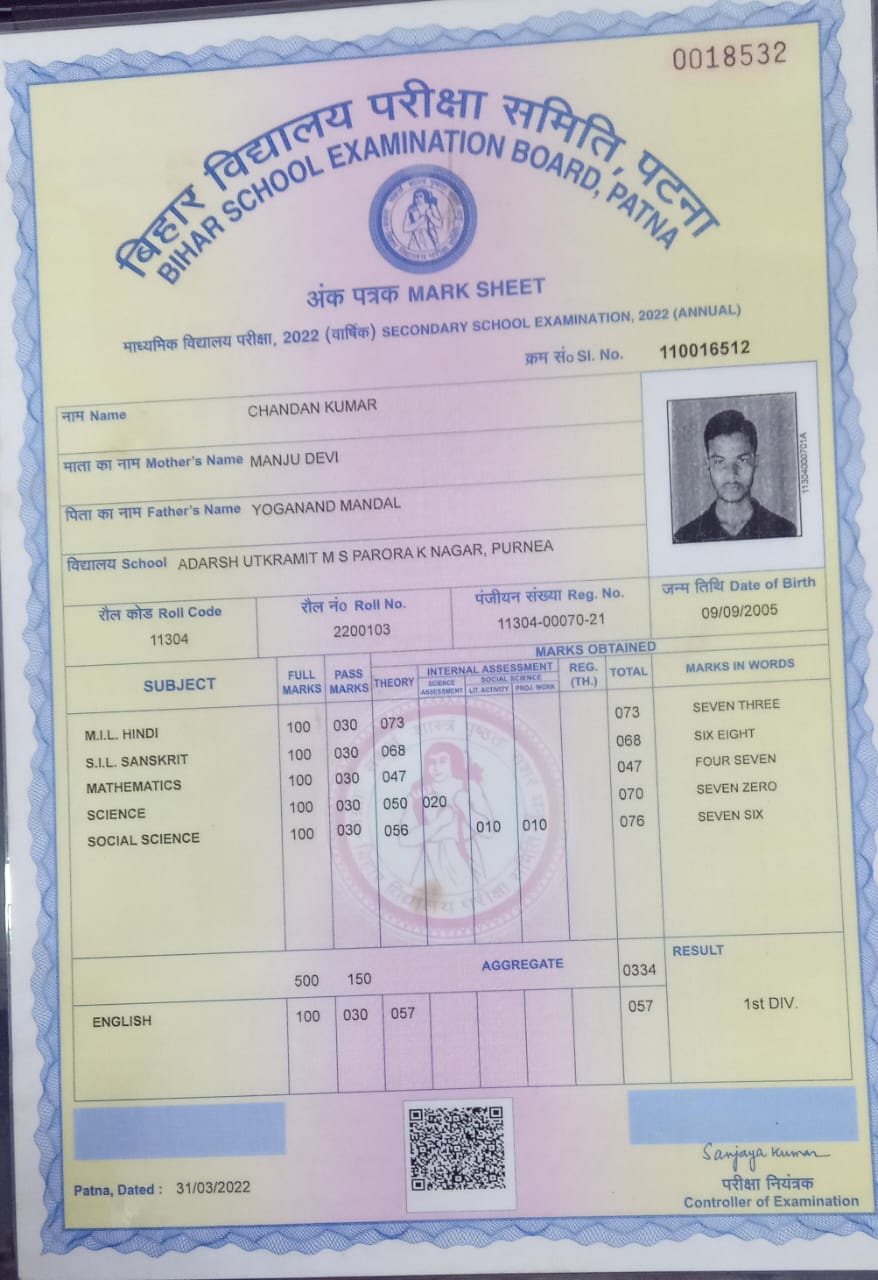 0018532
बिहार विद्यालय परीक्षा समिति, पटना
BIHAR SCHOOL EXAMINATION BOARD, PATNA
अंक पत्रक MARK SHEET
माध्यमिक विद्यालय परीक्षा, 2022 (वार्षिक) SECONDARY SCHOOL EXAMINATION, 2022 (ANNUAL)
क्रम सं० Sl. No. 110016512
नाम Name CHANDAN KUMAR
माता का नाम Mother's Name MANJU DEVI
पिता का नाम Father's Name YOGANAND MANDAL
विद्यालय School ADARSH UTKRAMIT M S PARORA K NAGAR, PURNEA
11304000701A
रौल कोड Roll Code रौल नं० Roll No. पंजीयन संख्या Reg. No. जन्म तिथि Date of Birth
11304 2200103 11304-00070-21 09/09/2005
MARKS OBTAINED
SUBJECT FULL MARKS PASS MARKS THEORY INTERNAL ASSESSMENT REG. (TH.) TOTAL MARKS IN WORDS
SCIENCE ASSESSMENT SOCIAL SCIENCE LIT. ACTIVITY PROJ. WORK
M.I.L. HINDI 100 030 073 073 SEVEN THREE
S.I.L. SANSKRIT 100 030 068 068 SIX EIGHT
MATHEMATICS 100 030 047 047 FOUR SEVEN
SCIENCE 100 030 050 020 070 SEVEN ZERO
SOCIAL SCIENCE 100 030 056 010 010 076 SEVEN SIX
500 150 AGGREGATE 0334 RESULT
ENGLISH 100 030 057 057 1st DIV.
Patna, Dated : 31/03/2022
Sanjaya Kumar
परीक्षा नियंत्रक
Controller of Examination